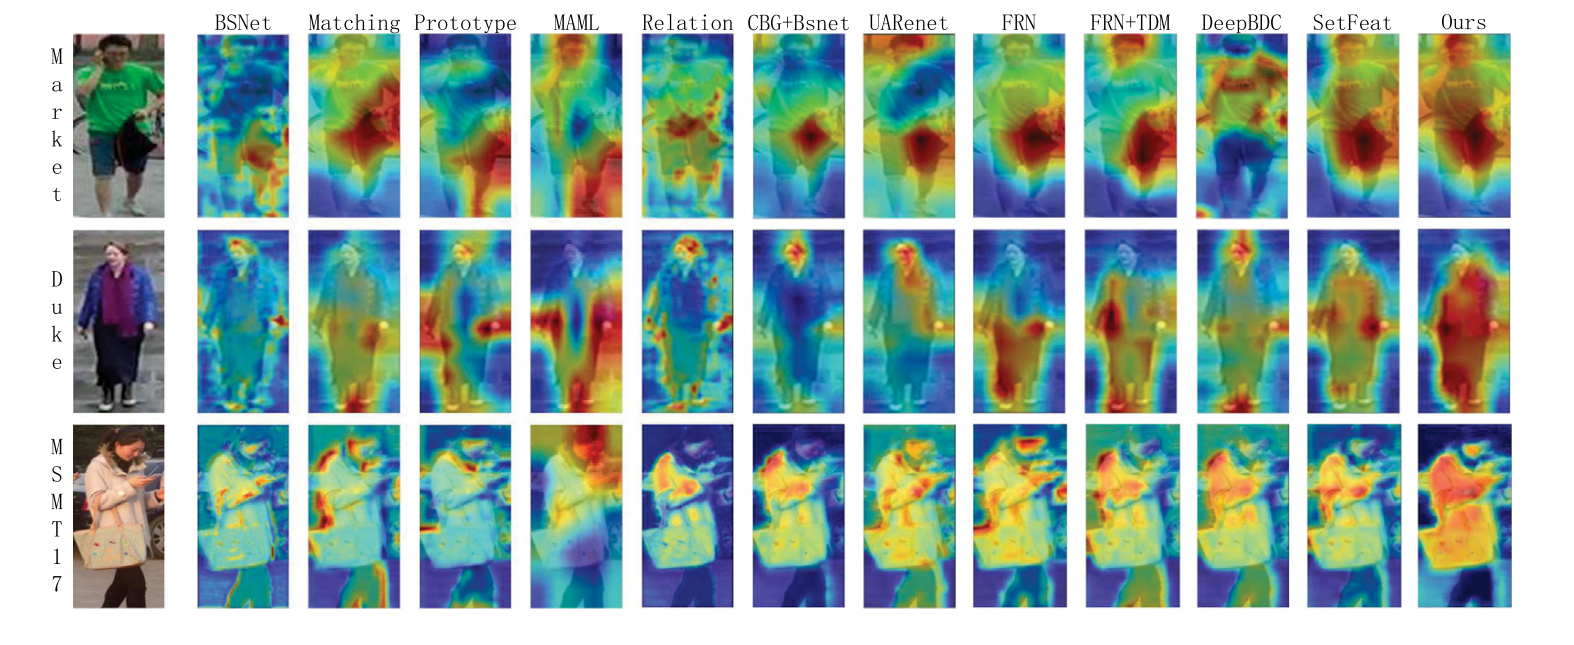 BSNet Matching Prototype MAML Relation CBG+Bsnet UARenet FRN FRN+TDM DeepBDC SetFeat Ours
Market
Duke
MSMT17